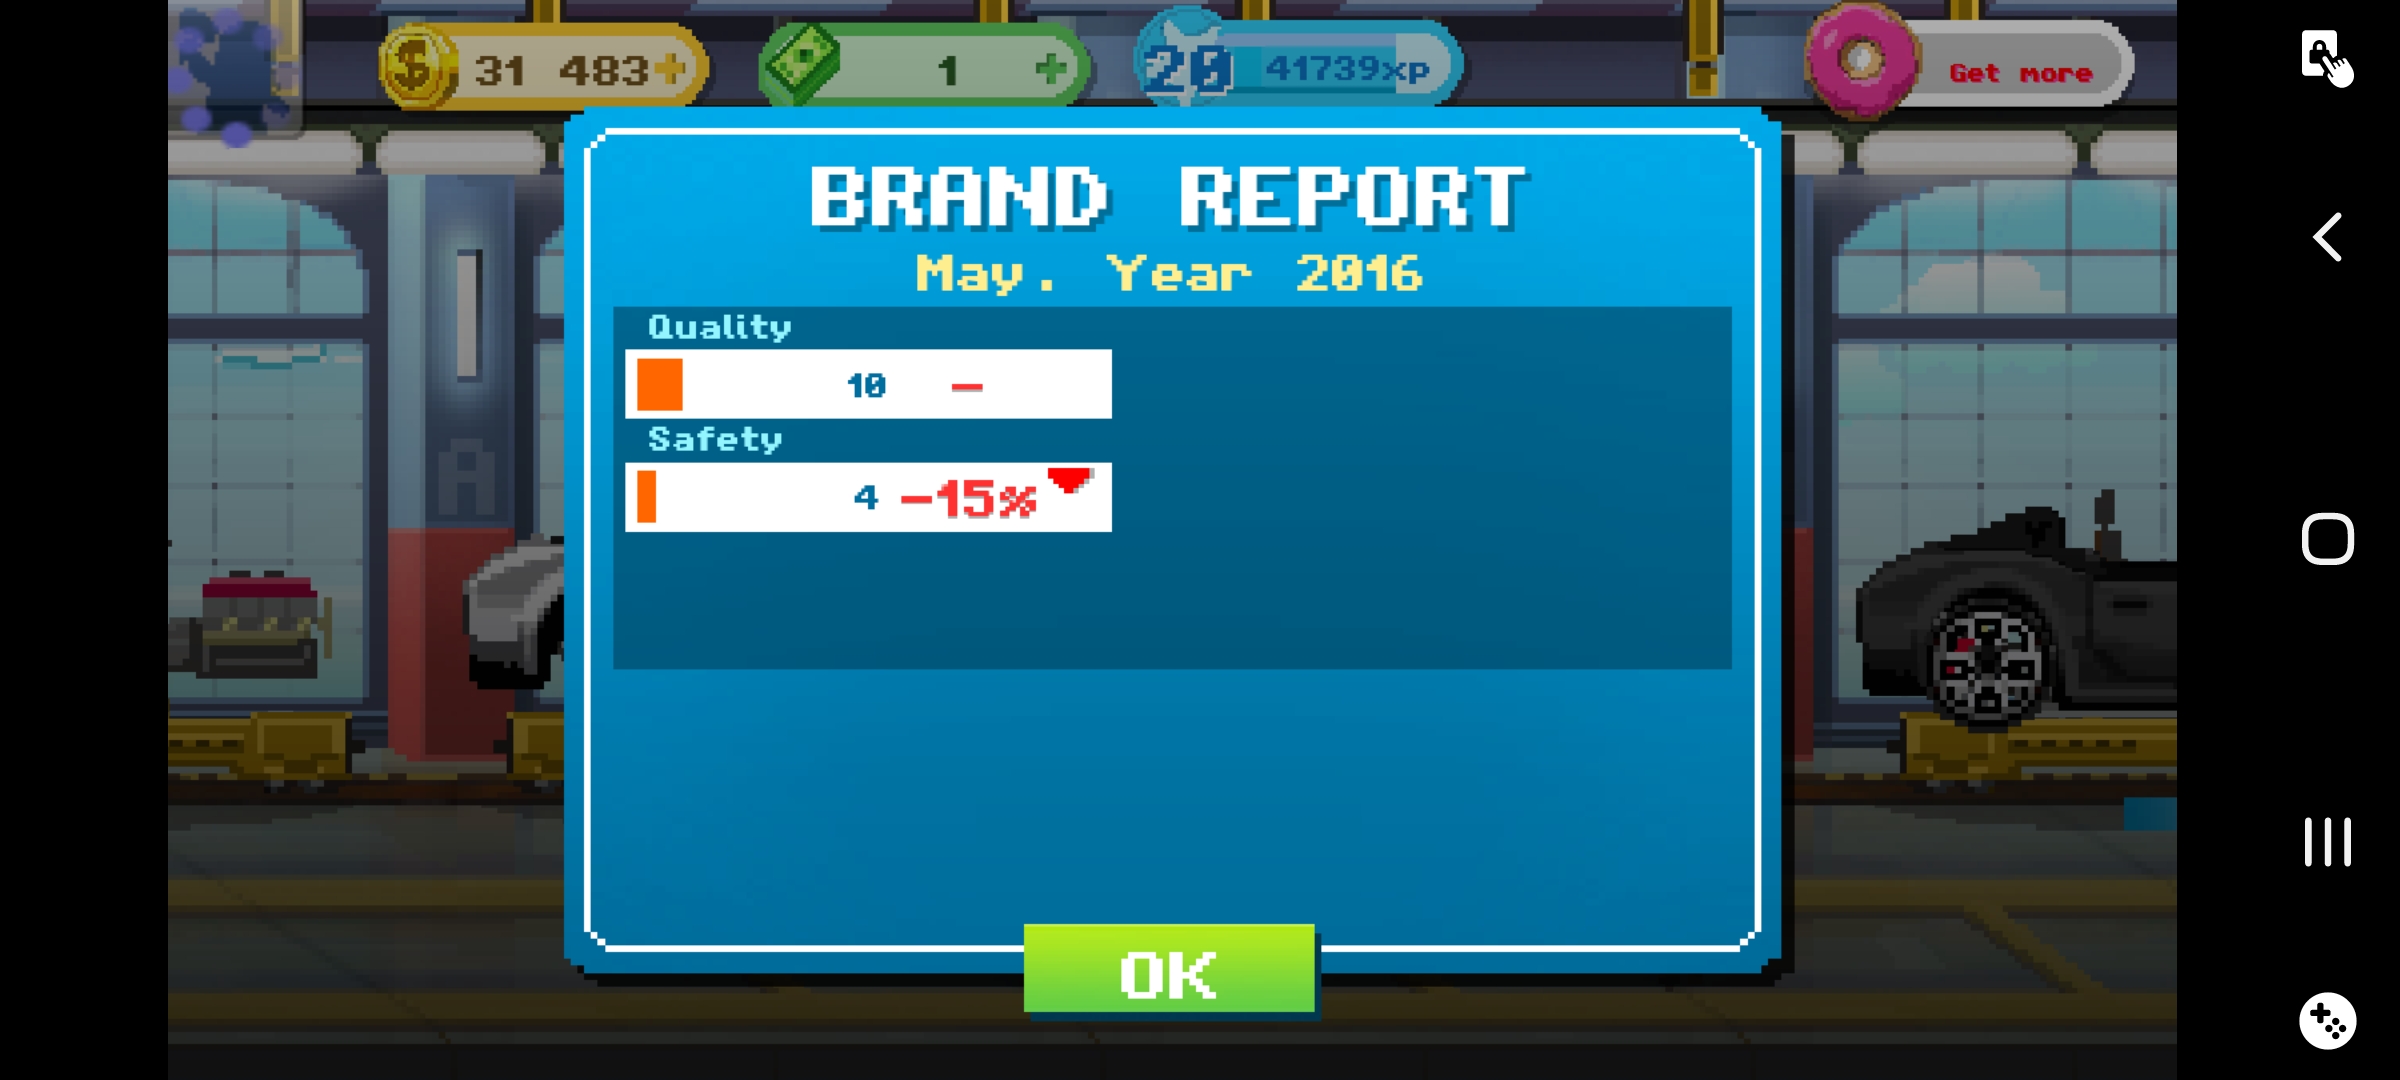 31 483+
1 +
20 41739xp
Get more
BRAND REPORT
May. Year 2016
Quality
10 -
Safety
4 -15%
A
OK